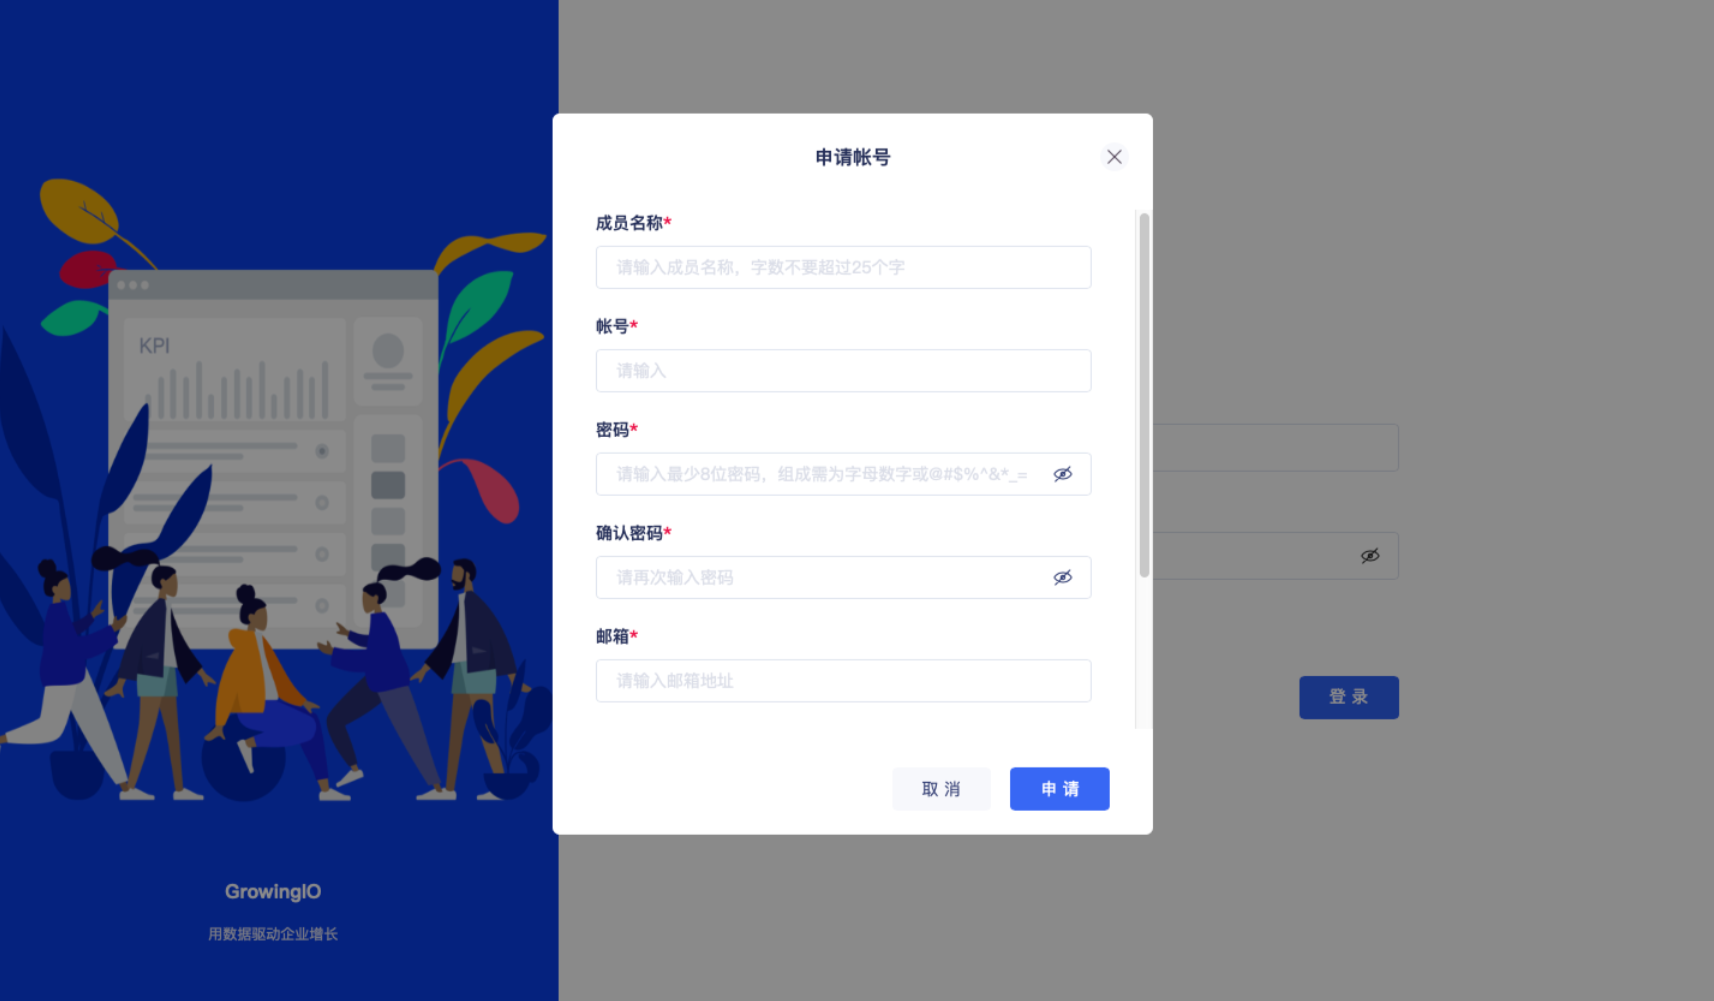 KPI
GrowingIO
用数据驱动企业增长
申请帐号
成员名称*
请输入成员名称，字数不要超过25个字
帐号*
请输入
密码*
请输入最少8位密码，组成需为字母数字或@#$%^&*_=
确认密码*
请再次输入密码
邮箱*
请输入邮箱地址
取 消
申 请
登 录